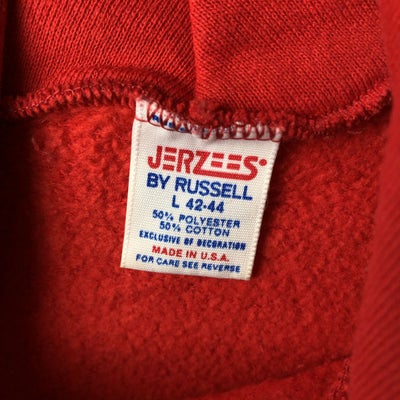 JERZEES
BY RUSSELL
L 42-44
50% POLYESTER
50% COTTON
EXCLUSIVE OF DECORATION
MADE IN U.S.A.
FOR CARE SEE REVERSE